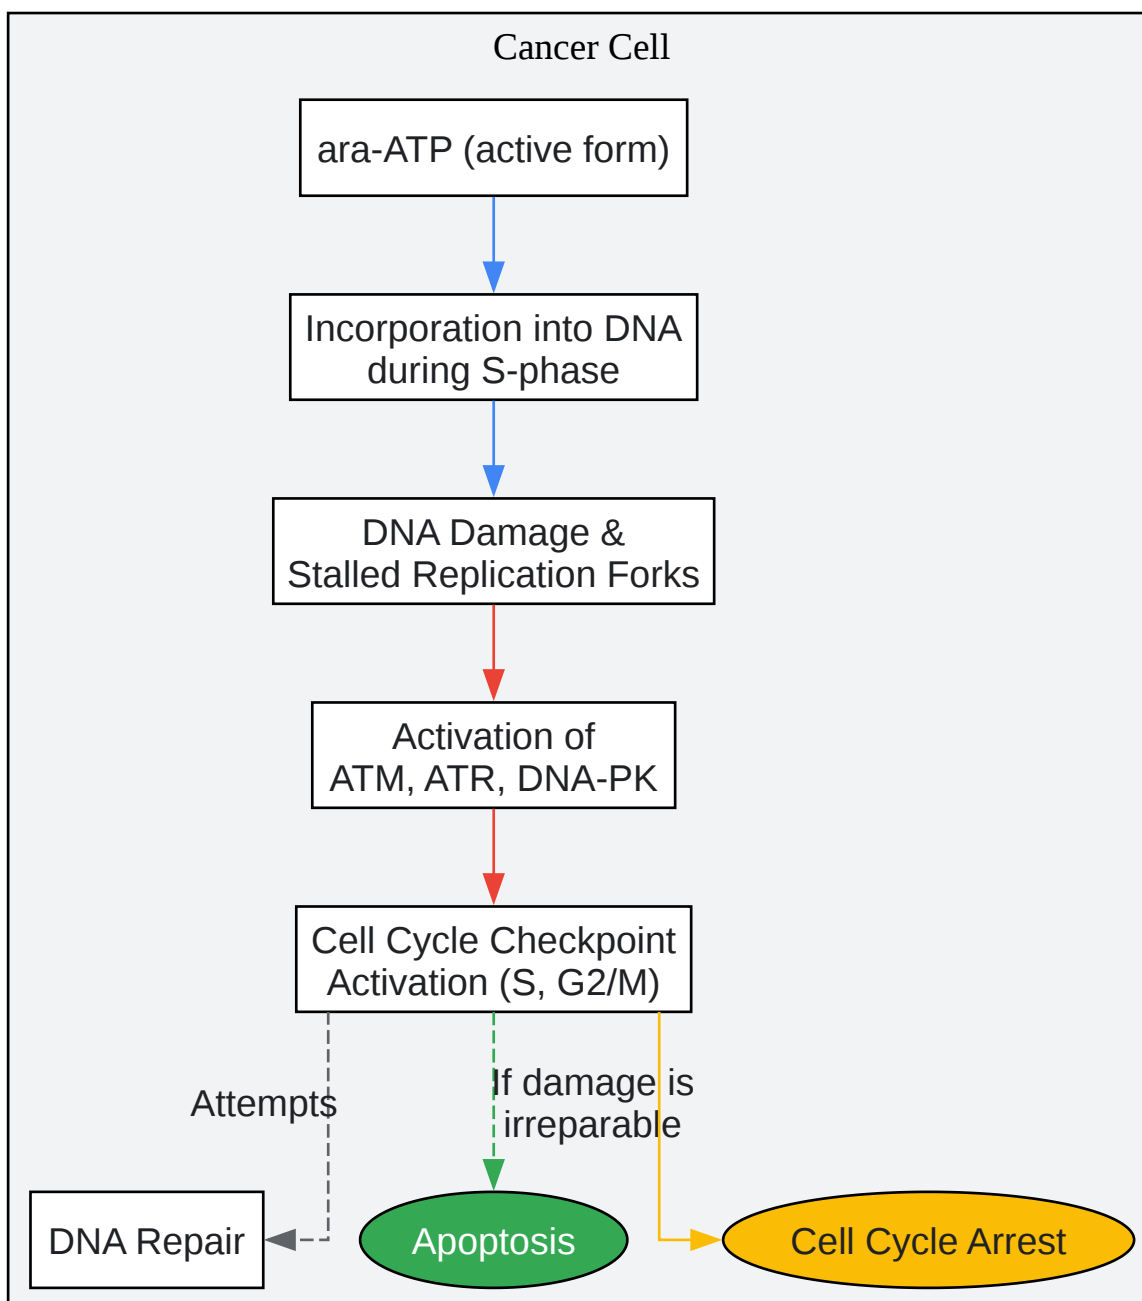 Cancer Cell
ara-ATP (active form)
Incorporation into DNA
during S-phase
DNA Damage &
Stalled Replication Forks
Activation of
ATM, ATR, DNA-PK
Cell Cycle Checkpoint
Activation (S, G2/M)
Attempts
If damage is
irreparable
DNA Repair
Apoptosis
Cell Cycle Arrest